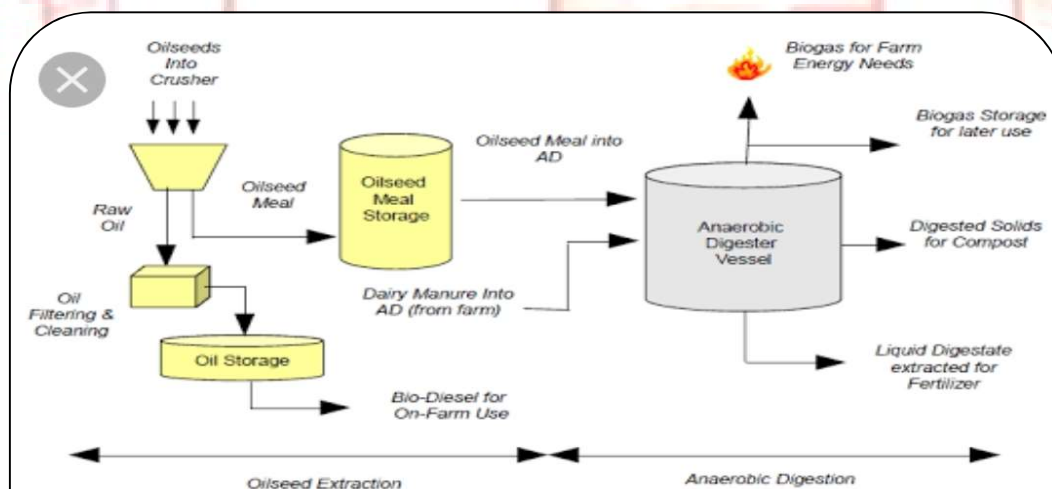 Oilseeds
Into
Crusher
Raw
Oil
Oilseed
Meal
Oilseed
Meal
Storage
Oil
Filtering &
Cleaning
Oil Storage
Bio-Diesel for
On-Farm Use
Oilseed Meal into
AD
Dairy Manure Into
AD (from farm)
Anaerobic
Digester
Vessel
Biogas for Farm
Energy Needs
Biogas Storage
for later use
Digested Solids
for Compost
Liquid Digestate
extracted for
Fertilizer
Oilseed Extraction
Anaerobic Digestion